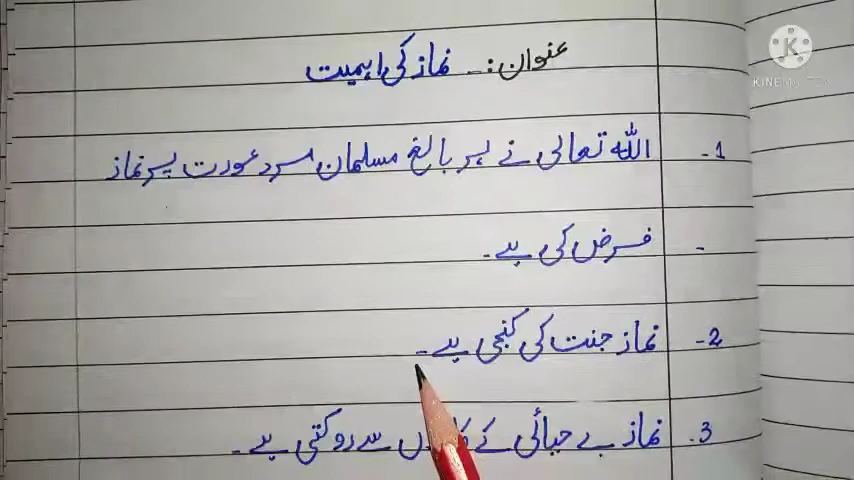 عنوان:۔ نماز کی اہمیت
1۔ اللہ تعالی نے ہر بالغ مسلمان مرد عورت پر نماز
۔ فرض کی ہے۔
2۔ نماز جنت کی کنجی ہے۔
3۔ نماز بے حیائی کے سے روکتی ہے۔
K
KINEM